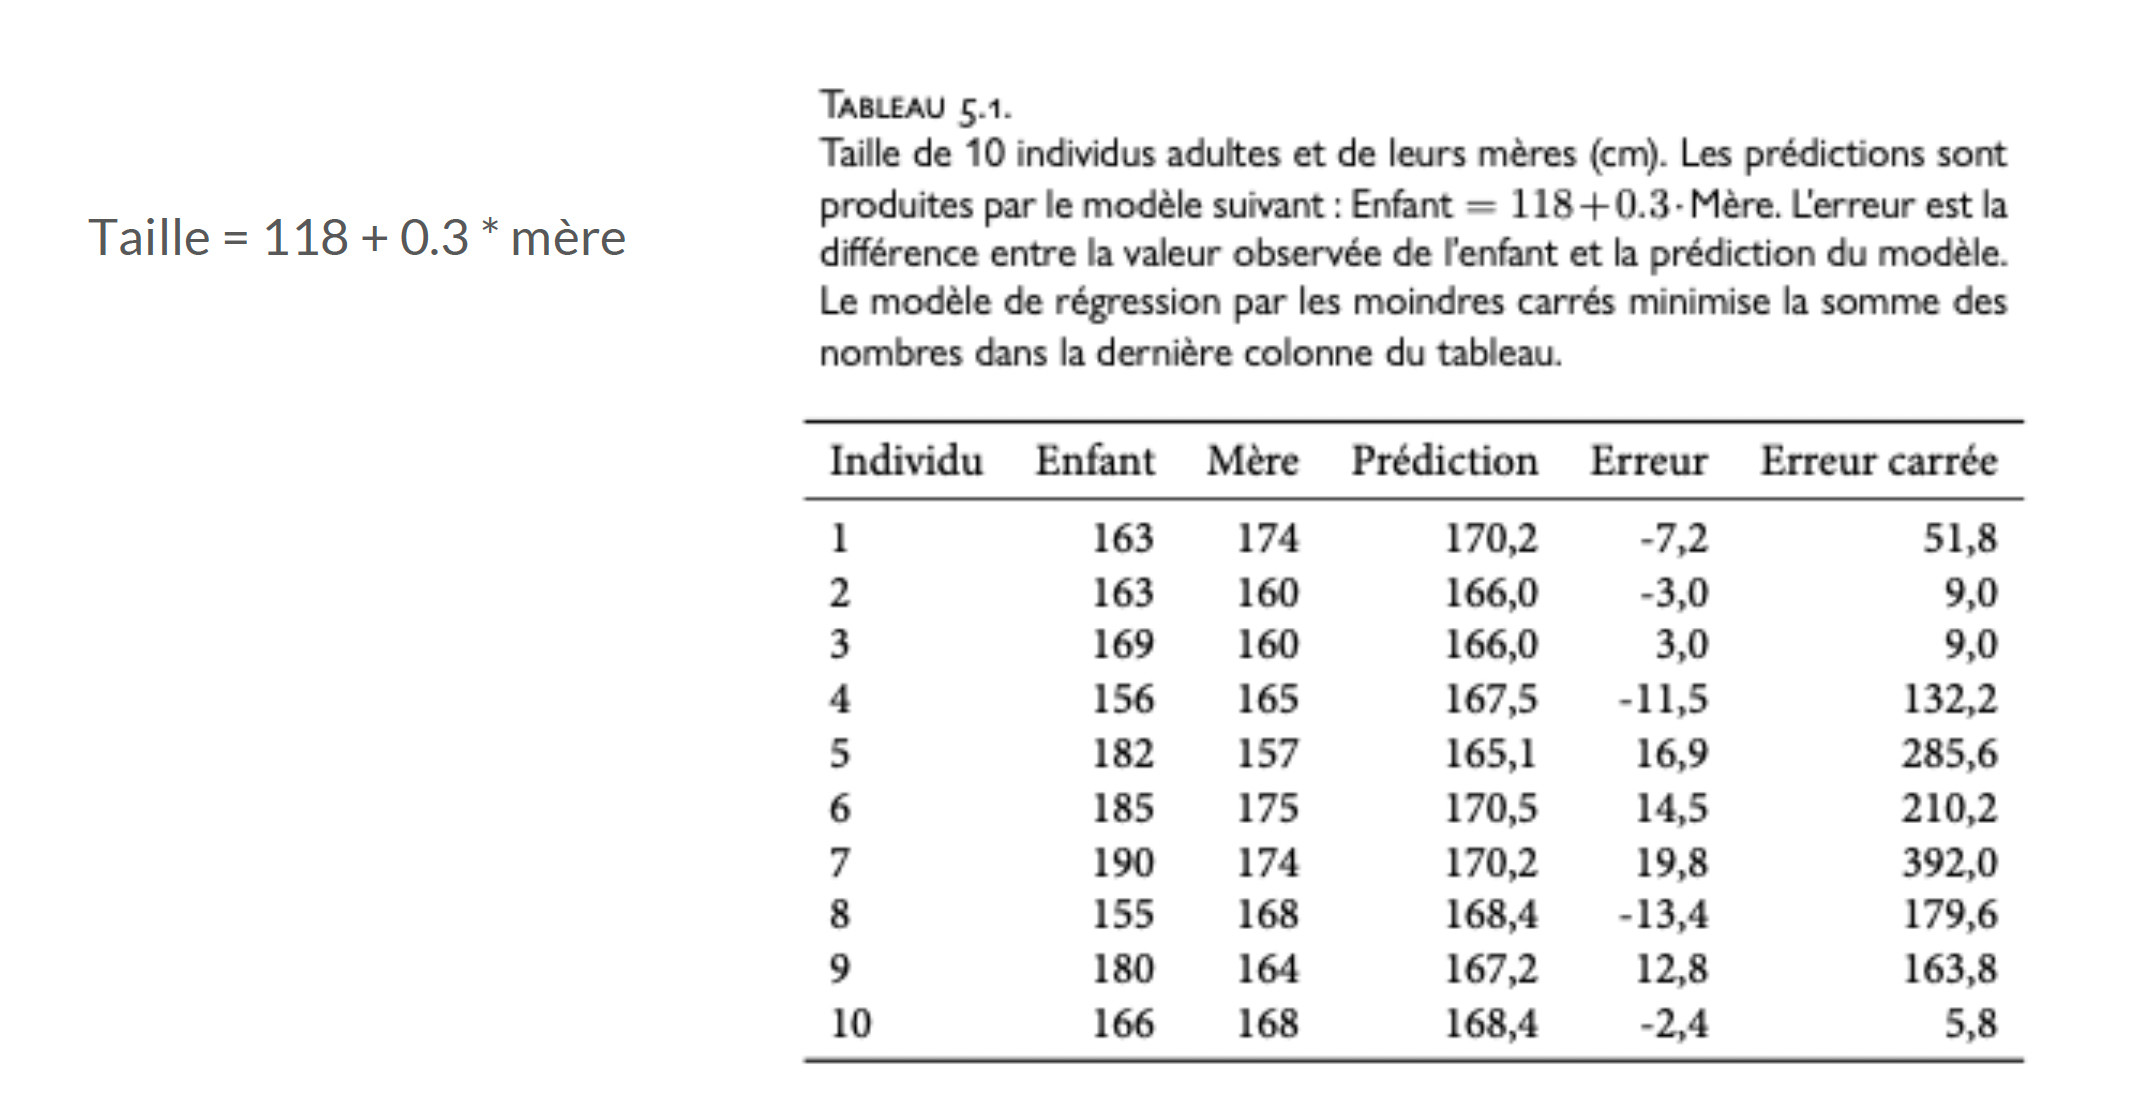 Taille = 118 + 0.3 * mère
TABLEAU 5.1.
Taille de 10 individus adultes et de leurs mères (cm). Les prédictions sont
produites par le modèle suivant : Enfant = 118+0.3·Mère. L'erreur est la
différence entre la valeur observée de l'enfant et la prédiction du modèle.
Le modèle de régression par les moindres carrés minimise la somme des
nombres dans la dernière colonne du tableau.
Individu Enfant Mère Prédiction Erreur Erreur carrée
1 163 174 170,2 -7,2 51,8
2 163 160 166,0 -3,0 9,0
3 169 160 166,0 3,0 9,0
4 156 165 167,5 -11,5 132,2
5 182 157 165,1 16,9 285,6
6 185 175 170,5 14,5 210,2
7 190 174 170,2 19,8 392,0
8 155 168 168,4 -13,4 179,6
9 180 164 167,2 12,8 163,8
10 166 168 168,4 -2,4 5,8